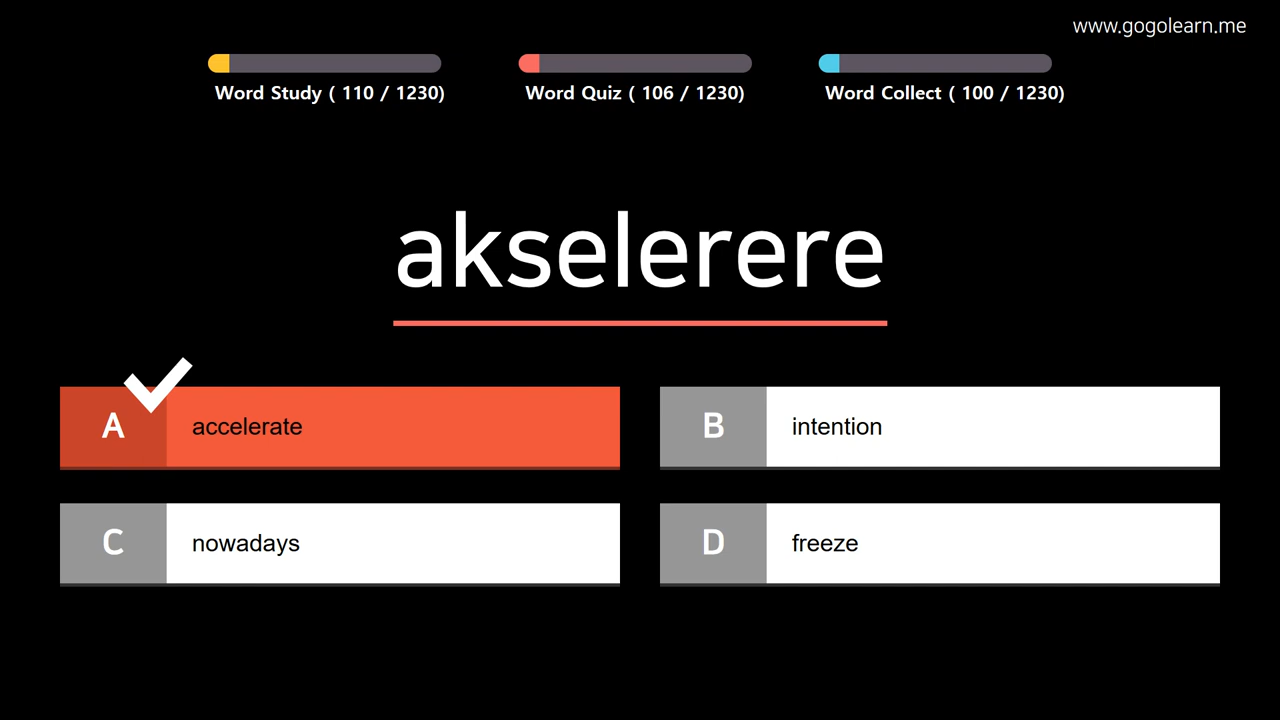 www.gogolearn.me
Word Study ( 110 / 1230)
Word Quiz ( 106 / 1230)
Word Collect ( 100 / 1230)
akselerere
A accelerate
B intention
C nowadays
D freeze